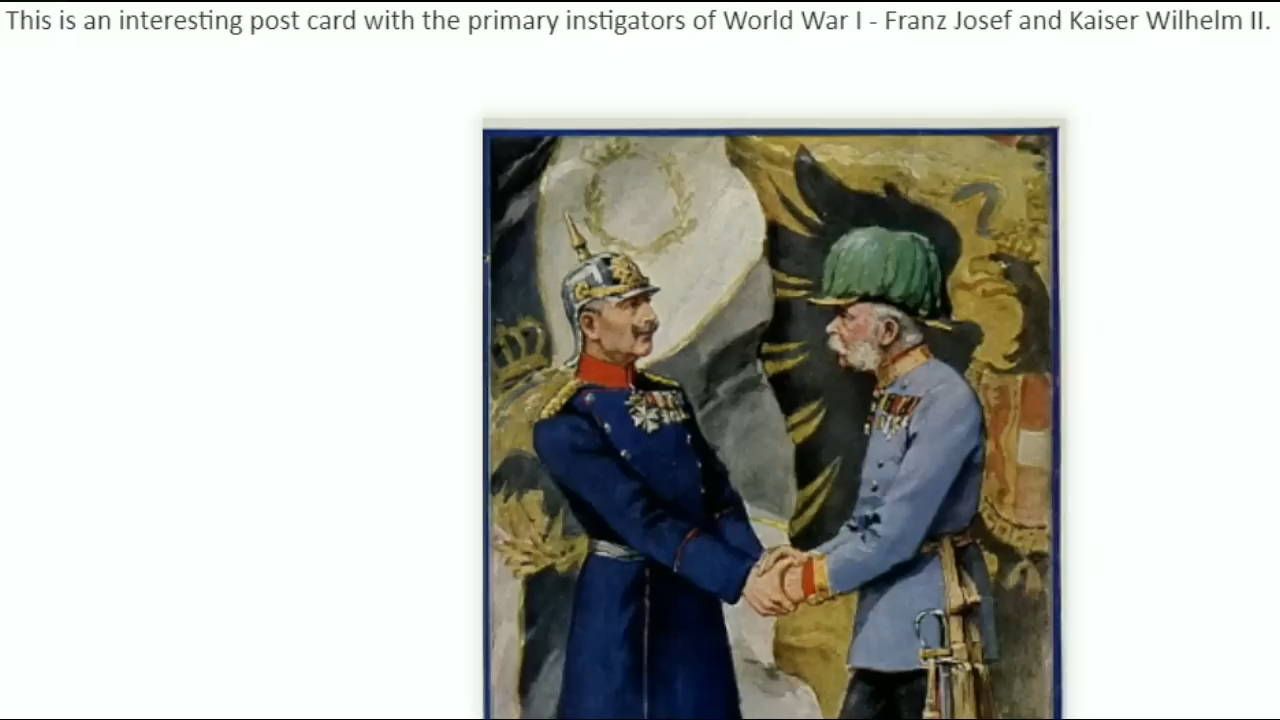 This is an interesting post card with the primary instigators of World War I - Franz Josef and Kaiser Wilhelm II.